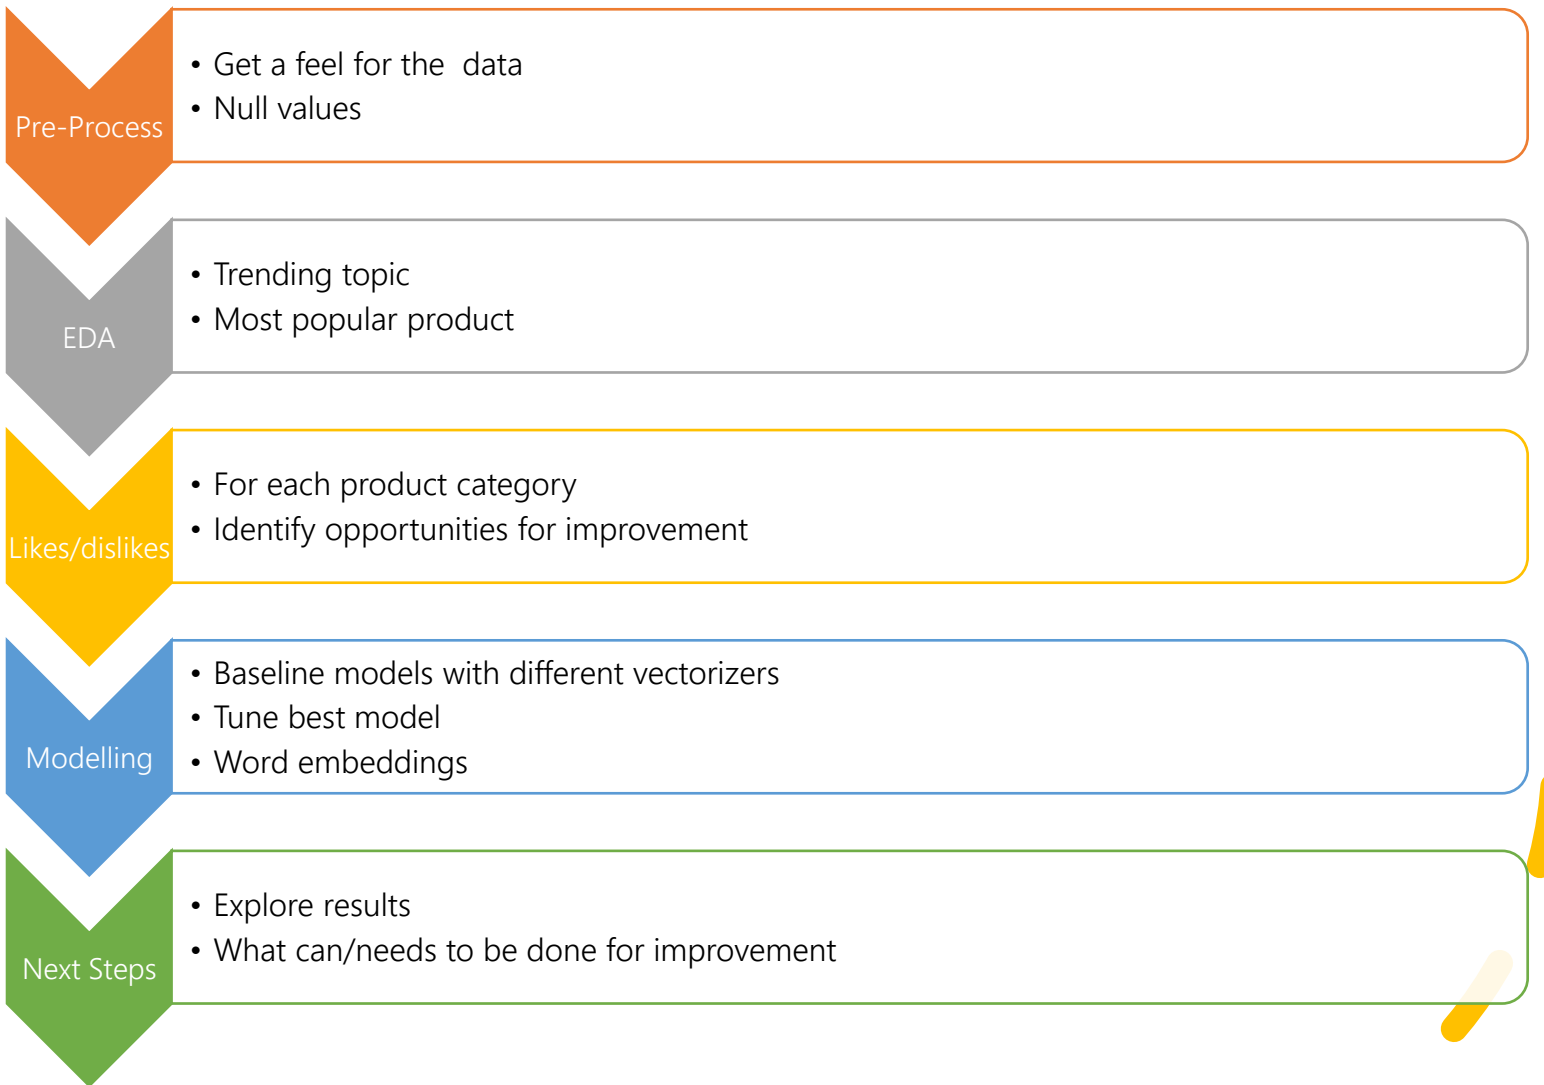 Pre-Process
• Get a feel for the  data
• Null values
EDA
• Trending topic
• Most popular product
Likes/dislikes
• For each product category
• Identify opportunities for improvement
Modelling
• Baseline models with different vectorizers
• Tune best model
• Word embeddings
Next Steps
• Explore results
• What can/needs to be done for improvement